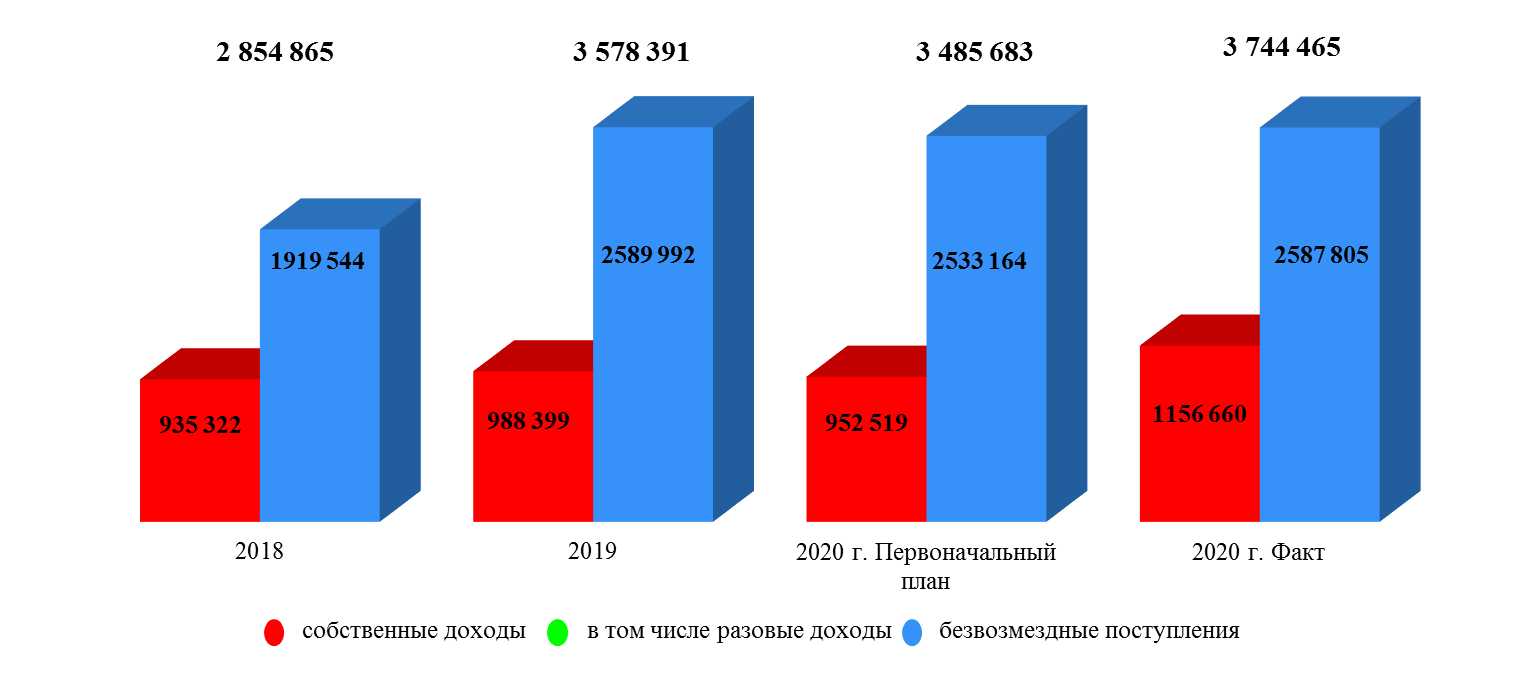 2 854 865 3 578 391 3 485 683 3 744 465
1919 544 2589 992 2533 164 2587 805
935 322 988 399 952 519 1156 660
2018 2019 2020 г. Первоначальный 2020 г. Факт
план
собственные доходы в том числе разовые доходы безвозмездные поступления